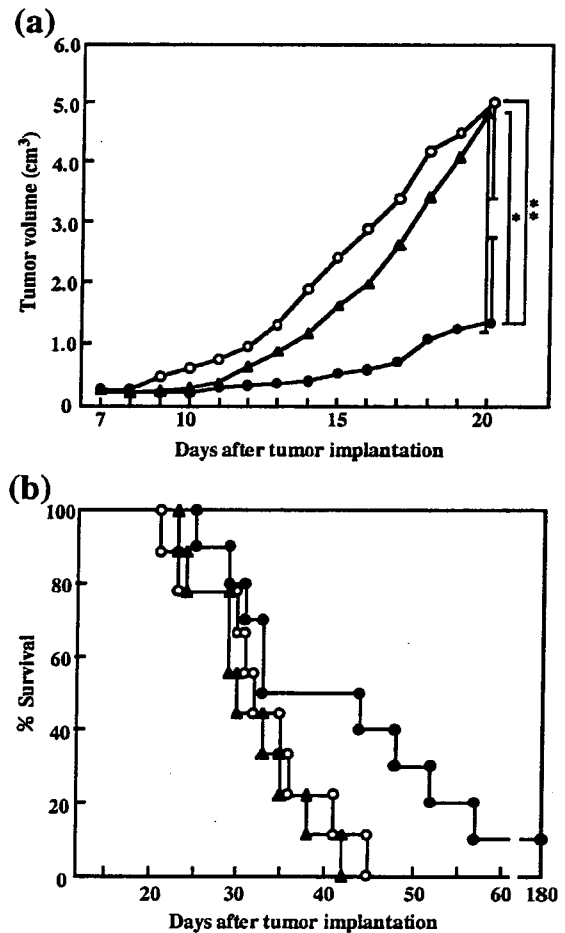 (a)
6.0
5.0
4.0
3.0
2.0
1.0
0
Tumor volume (cm³)
*
**
7 10 15 20
Days after tumor implantation
(b)
100
80
60
40
20
0
% Survival
20 30 40 50 60 180
Days after tumor implantation